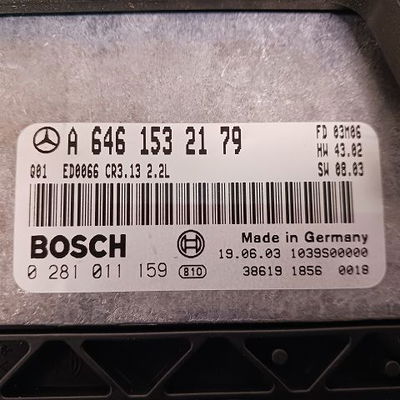 A 646 153 21 79
FD 03M06
HW 43.02
G01 ED0066 CR3.13 2.2L
SW 08.03
BOSCH
Made in Germany
0 281 011 159 810
19.06.03 1039S00000
38619 1856 0018